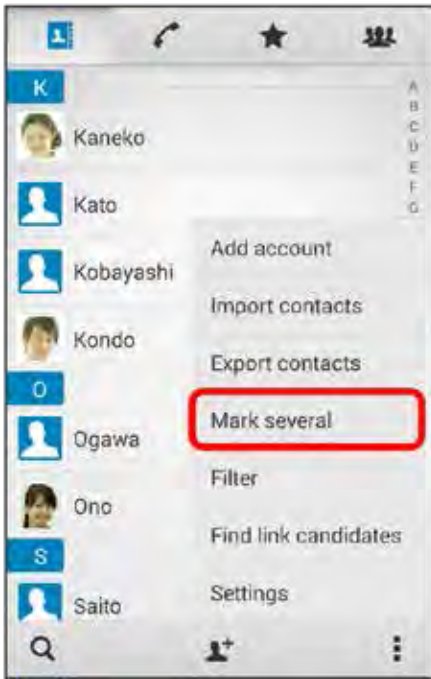 K
A
B
C
D
E
F
G
Kaneko
Kato
Kobayashi
Kondo
O
Ogawa
Ono
S
Saito
Add account
Import contacts
Export contacts
Mark several
Filter
Find link candidates
Settings